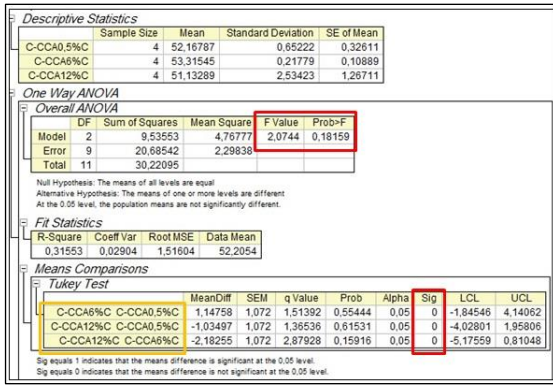 Descriptive Statistics
Sample Size Mean Standard Deviation SE of Mean
C-CCA0,5%C 4 52,16787 0,65222 0,32611
C-CCA6%C 4 53,31545 0,21779 0,10889
C-CCA12%C 4 51,13289 2,53423 1,26711
One Way ANOVA
Overall ANOVA
DF Sum of Squares Mean Square F Value Prob>F
Model 2 9,53553 4,76777 2,0744 0,18159
Error 9 20,68542 2,29838
Total 11 30,22095
Null Hypothesis: The means of all levels are equal
Alternative Hypothesis: The means of one or more levels are different
At the 0.05 level, the population means are not significantly different.
Fit Statistics
R-Square Coeff Var Root MSE Data Mean
0,31553 0,02904 1,51604 52,2054
Means Comparisons
Tukey Test
MeanDiff SEM q Value Prob Alpha Sig LCL UCL
C-CCA6%C C-CCA0,5%C 1,14758 1,072 1,51392 0,55444 0,05 0 -1,84546 4,14062
C-CCA12%C C-CCA0,5%C -1,03497 1,072 1,36536 0,61531 0,05 0 -4,02801 1,95806
C-CCA12%C C-CCA6%C -2,18255 1,072 2,87928 0,15916 0,05 0 -5,17559 0,81048
Sig equals 1 indicates that the means difference is significant at the 0,05 level.
Sig equals 0 indicates that the means difference is not significant at the 0,05 level.